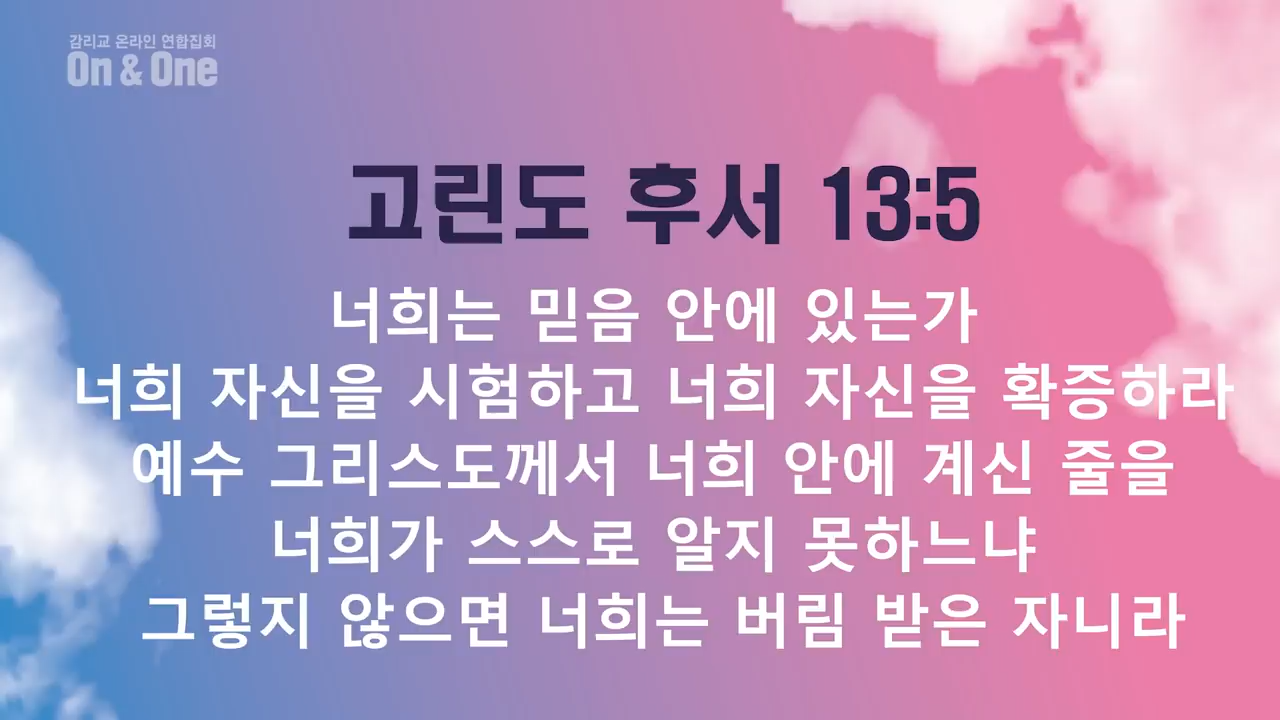 감리교 온라인 연합집회
On & One
고린도 후서 13:5
너희는 믿음 안에 있는가
너희 자신을 시험하고 너희 자신을 확증하라
예수 그리스도께서 너희 안에 계신 줄을
너희가 스스로 알지 못하느냐
그렇지 않으면 너희는 버림 받은 자니라